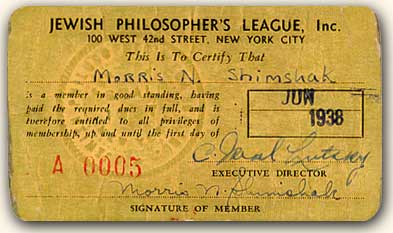 JEWISH PHILOSOPHER'S LEAGUE, Inc.
100 WEST 42nd STREET, NEW YORK CITY
This Is To Certify That
Morris N. Shimshak
is a member in good standing, having
paid the required dues in full, and is
therefore entitled to all privileges of
membership, up and until the first day of
JUN
1938
A 0005
EXECUTIVE DIRECTOR
Morris N. Shimshak
SIGNATURE OF MEMBER